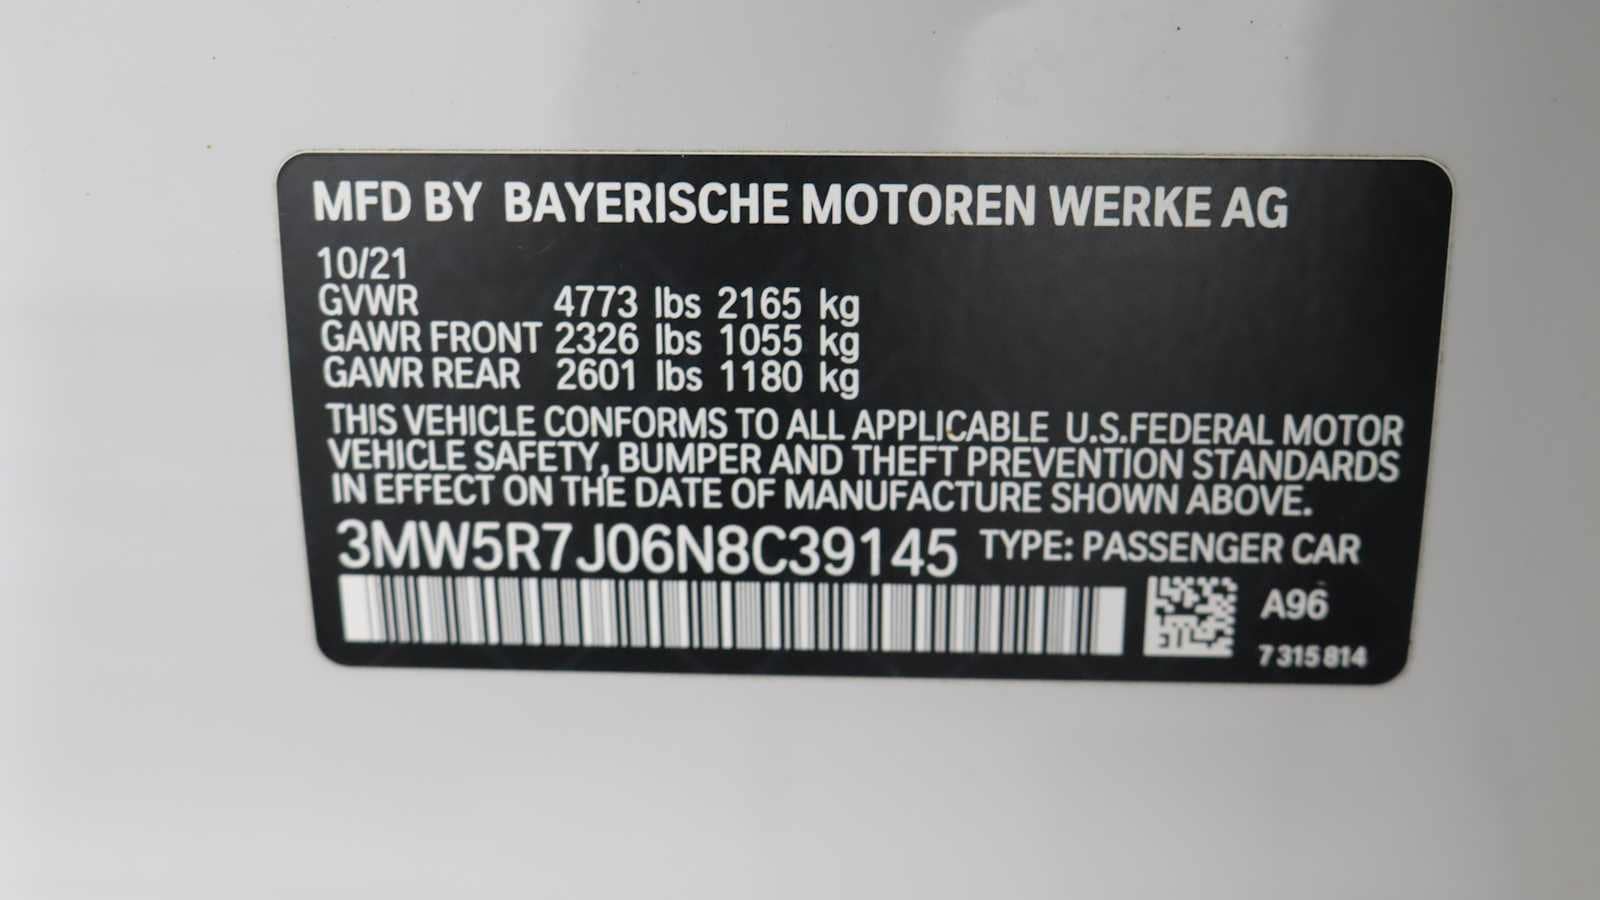 MFD BY BAYERISCHE MOTOREN WERKE AG
10/21
GVWR 4773 lbs 2165 kg
GAWR FRONT 2326 lbs 1055 kg
GAWR REAR 2601 lbs 1180 kg
THIS VEHICLE CONFORMS TO ALL APPLICABLE U.S.FEDERAL MOTOR
VEHICLE SAFETY, BUMPER AND THEFT PREVENTION STANDARDS
IN EFFECT ON THE DATE OF MANUFACTURE SHOWN ABOVE.
3MW5R7J06N8C39145 TYPE: PASSENGER CAR
A96
7 315 814